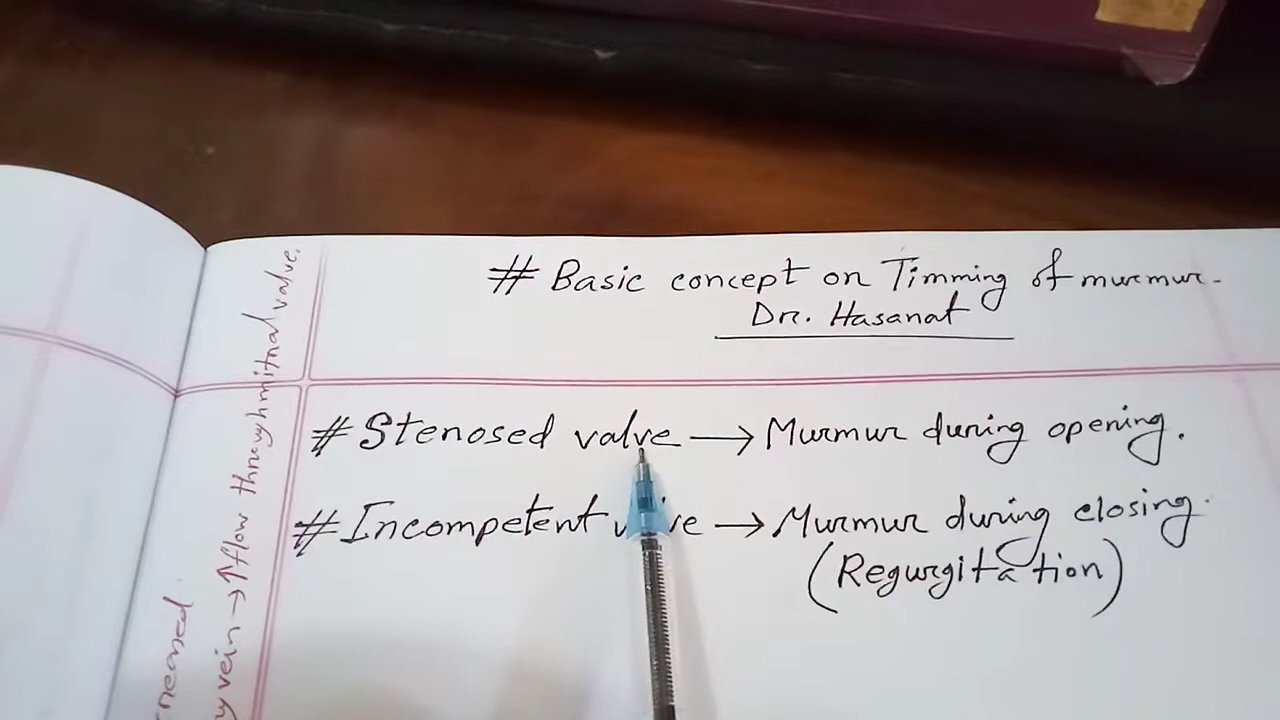 # Basic concept on Timming of murmur.
Dr. Hasanat
# Stenosed valve → Murmur during opening.
# Incompetent → Murmur during closing.
(Regurgitation)
vein → ↑ flow through mitral valve.